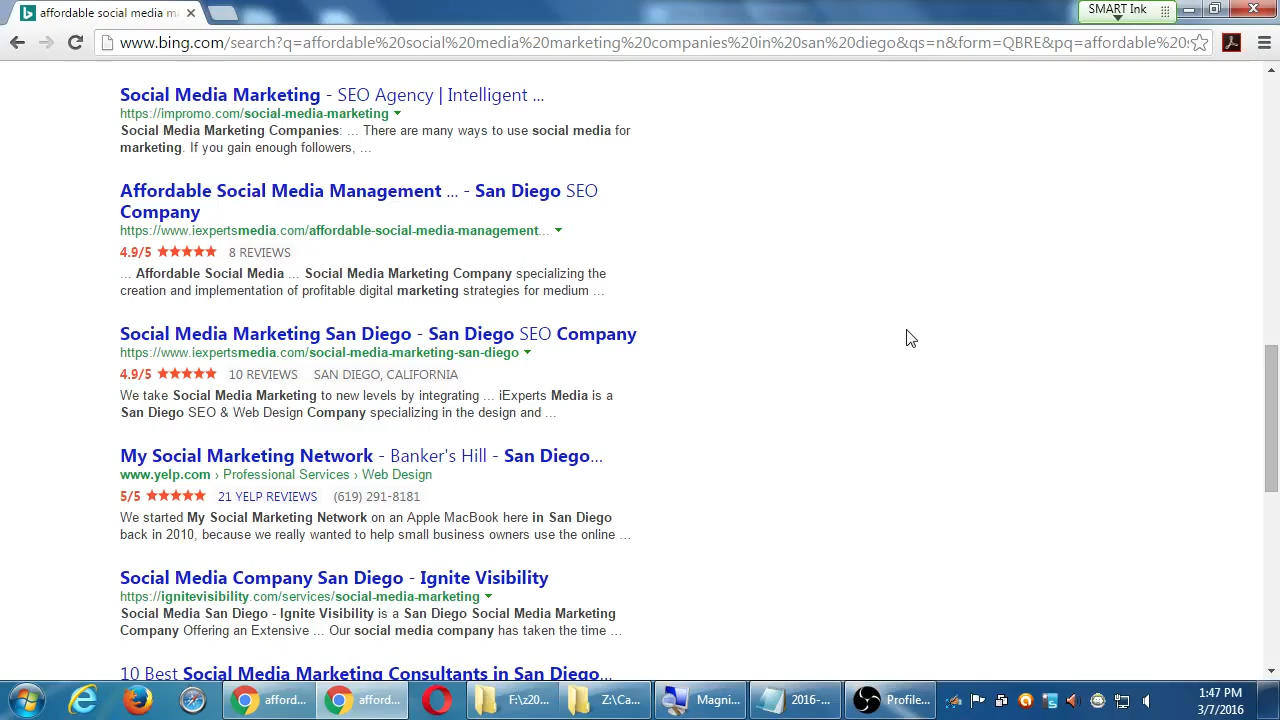 affordable social media ma
SMART Ink
www.bing.com/search?q=affordable%20social%20media%20marketing%20companies%20in%20san%20diego&qs=n&form=QBRE&pq=affordable%20s
Social Media Marketing - SEO Agency | Intelligent ...
https://impromo.com/social-media-marketing
Social Media Marketing Companies: ... There are many ways to use social media for
marketing. If you gain enough followers, ...
Affordable Social Media Management ... - San Diego SEO
Company
https://www.iexpertsmedia.com/affordable-social-media-management...
4.9/5 8 REVIEWS
... Affordable Social Media ... Social Media Marketing Company specializing the
creation and implementation of profitable digital marketing strategies for medium ...
Social Media Marketing San Diego - San Diego SEO Company
https://www.iexpertsmedia.com/social-media-marketing-san-diego
4.9/5 10 REVIEWS SAN DIEGO, CALIFORNIA
We take Social Media Marketing to new levels by integrating ... iExperts Media is a
San Diego SEO & Web Design Company specializing in the design and ...
My Social Marketing Network - Banker's Hill - San Diego...
www.yelp.com › Professional Services › Web Design
5/5 21 YELP REVIEWS (619) 291-8181
We started My Social Marketing Network on an Apple MacBook here in San Diego
back in 2010, because we really wanted to help small business owners use the online ...
Social Media Company San Diego - Ignite Visibility
https://ignitevisibility.com/services/social-media-marketing
Social Media San Diego - Ignite Visibility is a San Diego Social Media Marketing
Company Offering an Extensive ... Our social media company has taken the time ...
10 Best Social Media Marketing Consultants in San Diego...
afford... afford... F:\z20... Z:\Ca... Magni... 2016-... Profile...
1:47 PM
3/7/2016